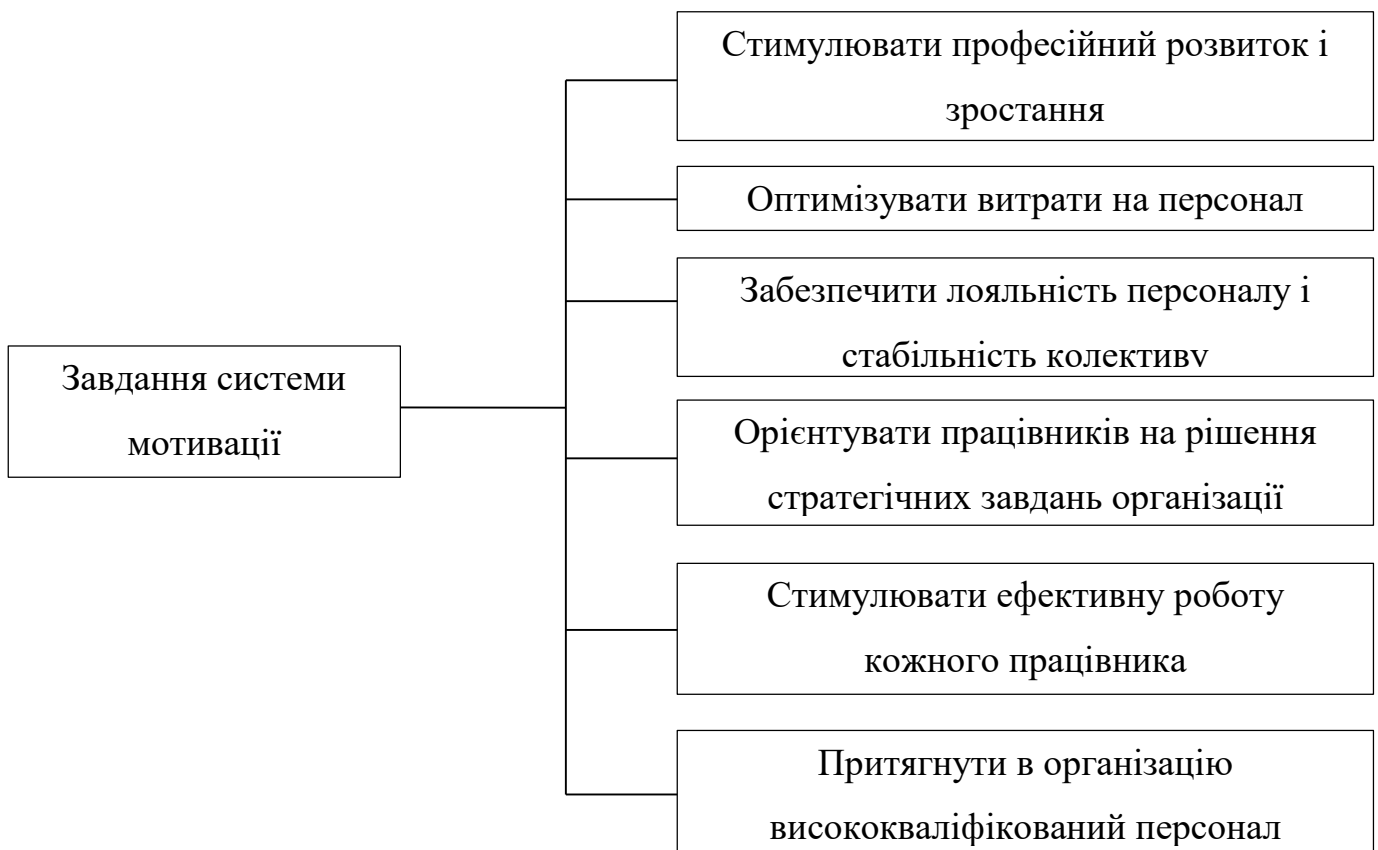 Стимулювати професійний розвиток і
зростання
Оптимізувати витрати на персонал
Забезпечити лояльність персоналу і
стабільність колективу
Завдання системи
мотивації
Орієнтувати працівників на рішення
стратегічних завдань організації
Стимулювати ефективну роботу
кожного працівника
Притягнути в організацію
висококваліфікований персонал